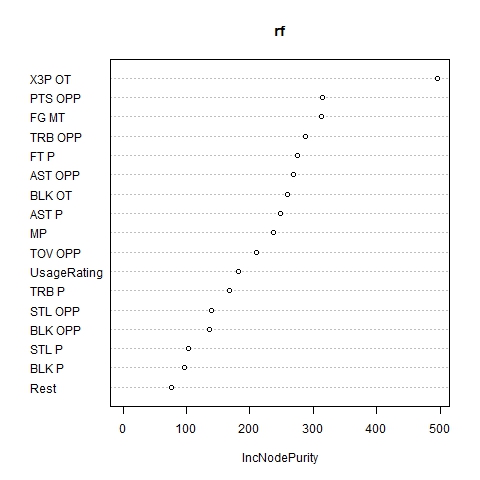 rf
X3P OT
PTS OPP
FG MT
TRB OPP
FT P
AST OPP
BLK OT
AST P
MP
TOV OPP
UsageRating
TRB P
STL OPP
BLK OPP
STL P
BLK P
Rest
0 100 200 300 400 500
IncNodePurity